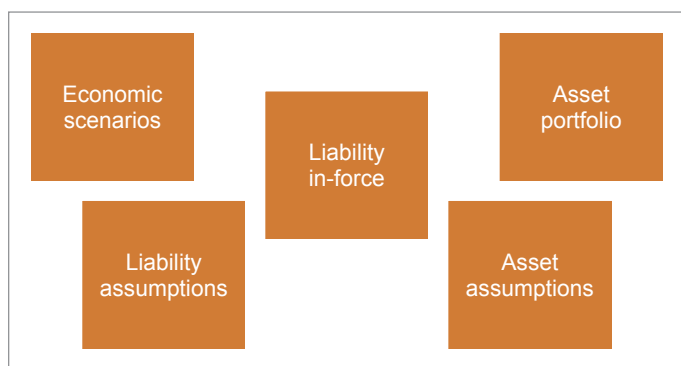 Economic
scenarios
Asset
portfolio
Liability
in-force
Liability
assumptions
Asset
assumptions